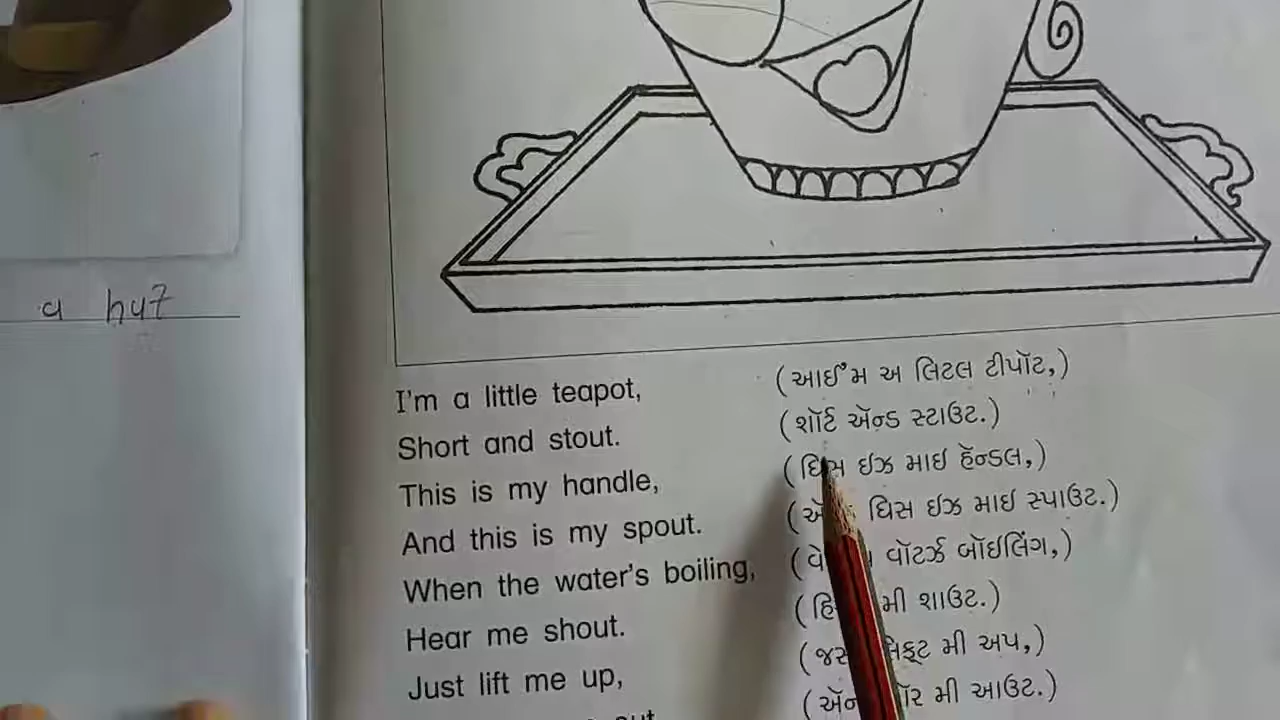 a hut
I'm a little teapot, (આઈ'મ અ લિટલ ટીપૉટ,)
Short and stout. (શૉર્ટ ઍન્ડ સ્ટાઉટ.)
This is my handle, (ધિસ ઇઝ માઇ હૅન્ડલ,)
And this is my spout. ધિસ ઇઝ માઇ સ્પાઉટ.)
When the water's boiling, વૉટર્ઝ બૉઇલિંગ,)
Hear me shout. મી શાઉટ.)
Just lift me up, મી અપ,)
out મી આઉટ.)